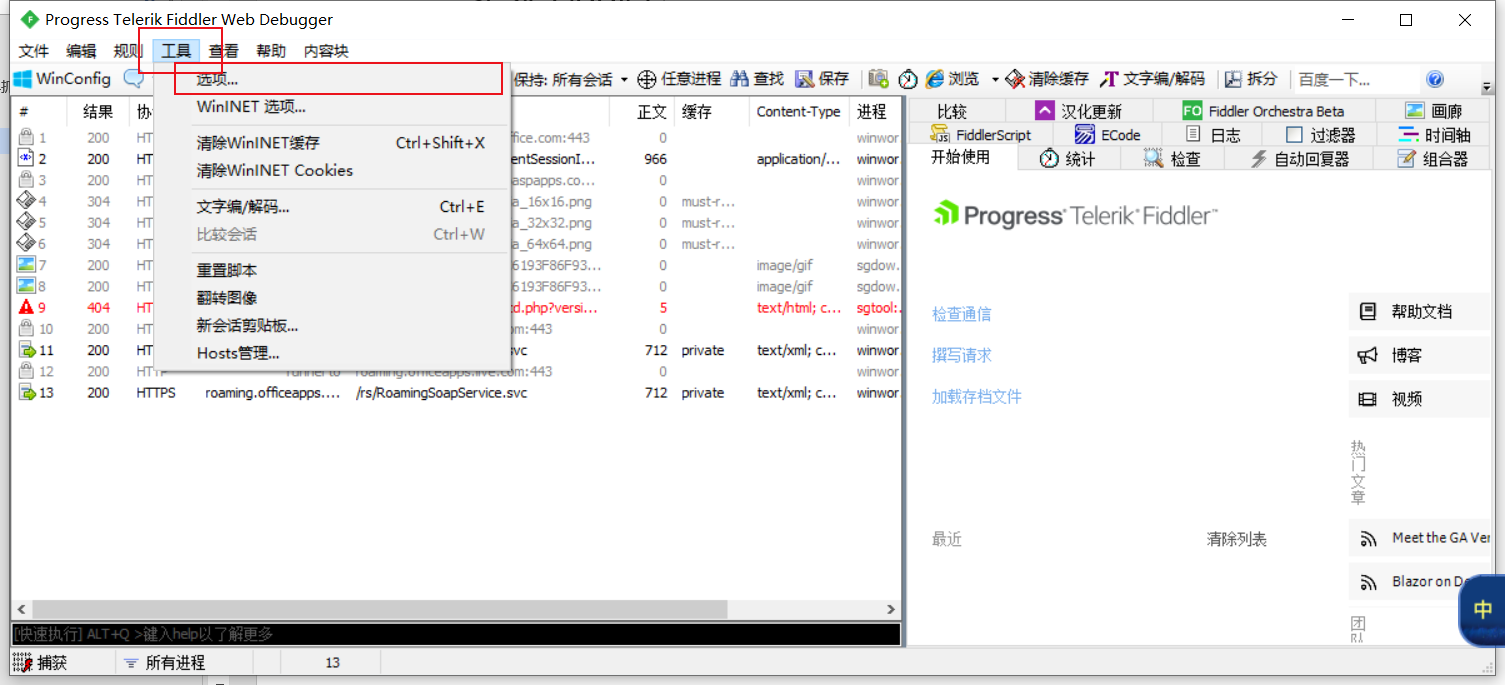 Progress Telerik Fiddler Web Debugger
文件 编辑 规则 工具 查看 帮助 内容块
WinConfig 保持: 所有会话 任意进程 查找 保存 浏览 清除缓存 文字编/解码 拆分 百度一下...
选项...
WinINET 选项...
清除WinINET缓存 Ctrl+Shift+X
清除WinINET Cookies
文字编/解码... Ctrl+E
比较会话 Ctrl+W
重置脚本
翻转图像
新会话剪贴板...
Hosts管理...
# 结果 协 正文 缓存 Content-Type 进程
1 200 HT ffice.com:443 0 winwor
2 200 HT entSessionI... 966 application/... winwor
3 200 HT aspapps.co... 0 winwor
4 304 HT a_16x16.png 0 must-r... winwor
5 304 HT a_32x32.png 0 must-r... winwor
6 304 HT a_64x64.png 0 must-r... winwor
7 200 HT 6193F86F93... 0 image/gif sgdow.
8 200 HT 6193F86F93... 0 image/gif sgdow.
9 404 HT cd.php?versi... 5 text/html; c... sgtool:.
10 200 HT om:443 0 winwor
11 200 HT svc 712 private text/xml; c... winwor
12 200 HTTP roaming.officeapps.live.com:443 0 winwor
13 200 HTTPS roaming.officeapps.... /rs/RoamingSoapService.svc 712 private text/xml; c... winwor
比较 汉化更新 FO Fiddler Orchestra Beta 画廊
FiddlerScript ECode 日志 过滤器 时间轴
开始使用 统计 检查 自动回复器 组合器
Progress Telerik Fiddler
检查通信
撰写请求
加载存档文件
帮助文档
博客
视频
热门文章
最近 清除列表
Meet the GA Ver
Blazor on De
团队
中
[快速执行] ALT+Q >键入help以了解更多
捕获 所有进程 13